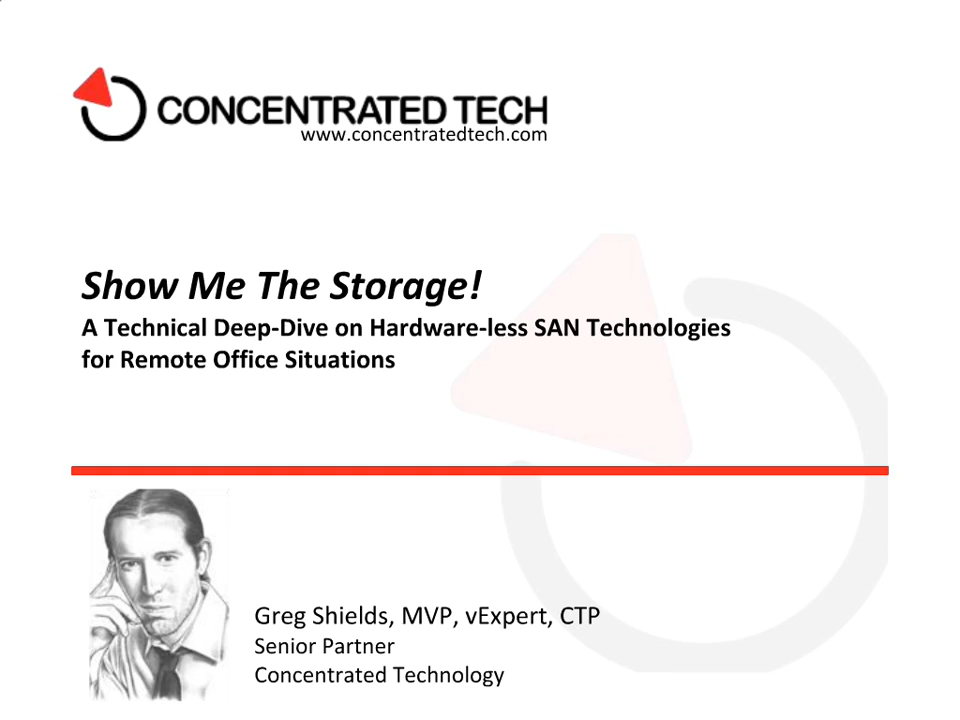 CONCENTRATED TECH
www.concentratedtech.com
Show Me The Storage!
A Technical Deep-Dive on Hardware-less SAN Technologies
for Remote Office Situations
Greg Shields, MVP, vExpert, CTP
Senior Partner
Concentrated Technology